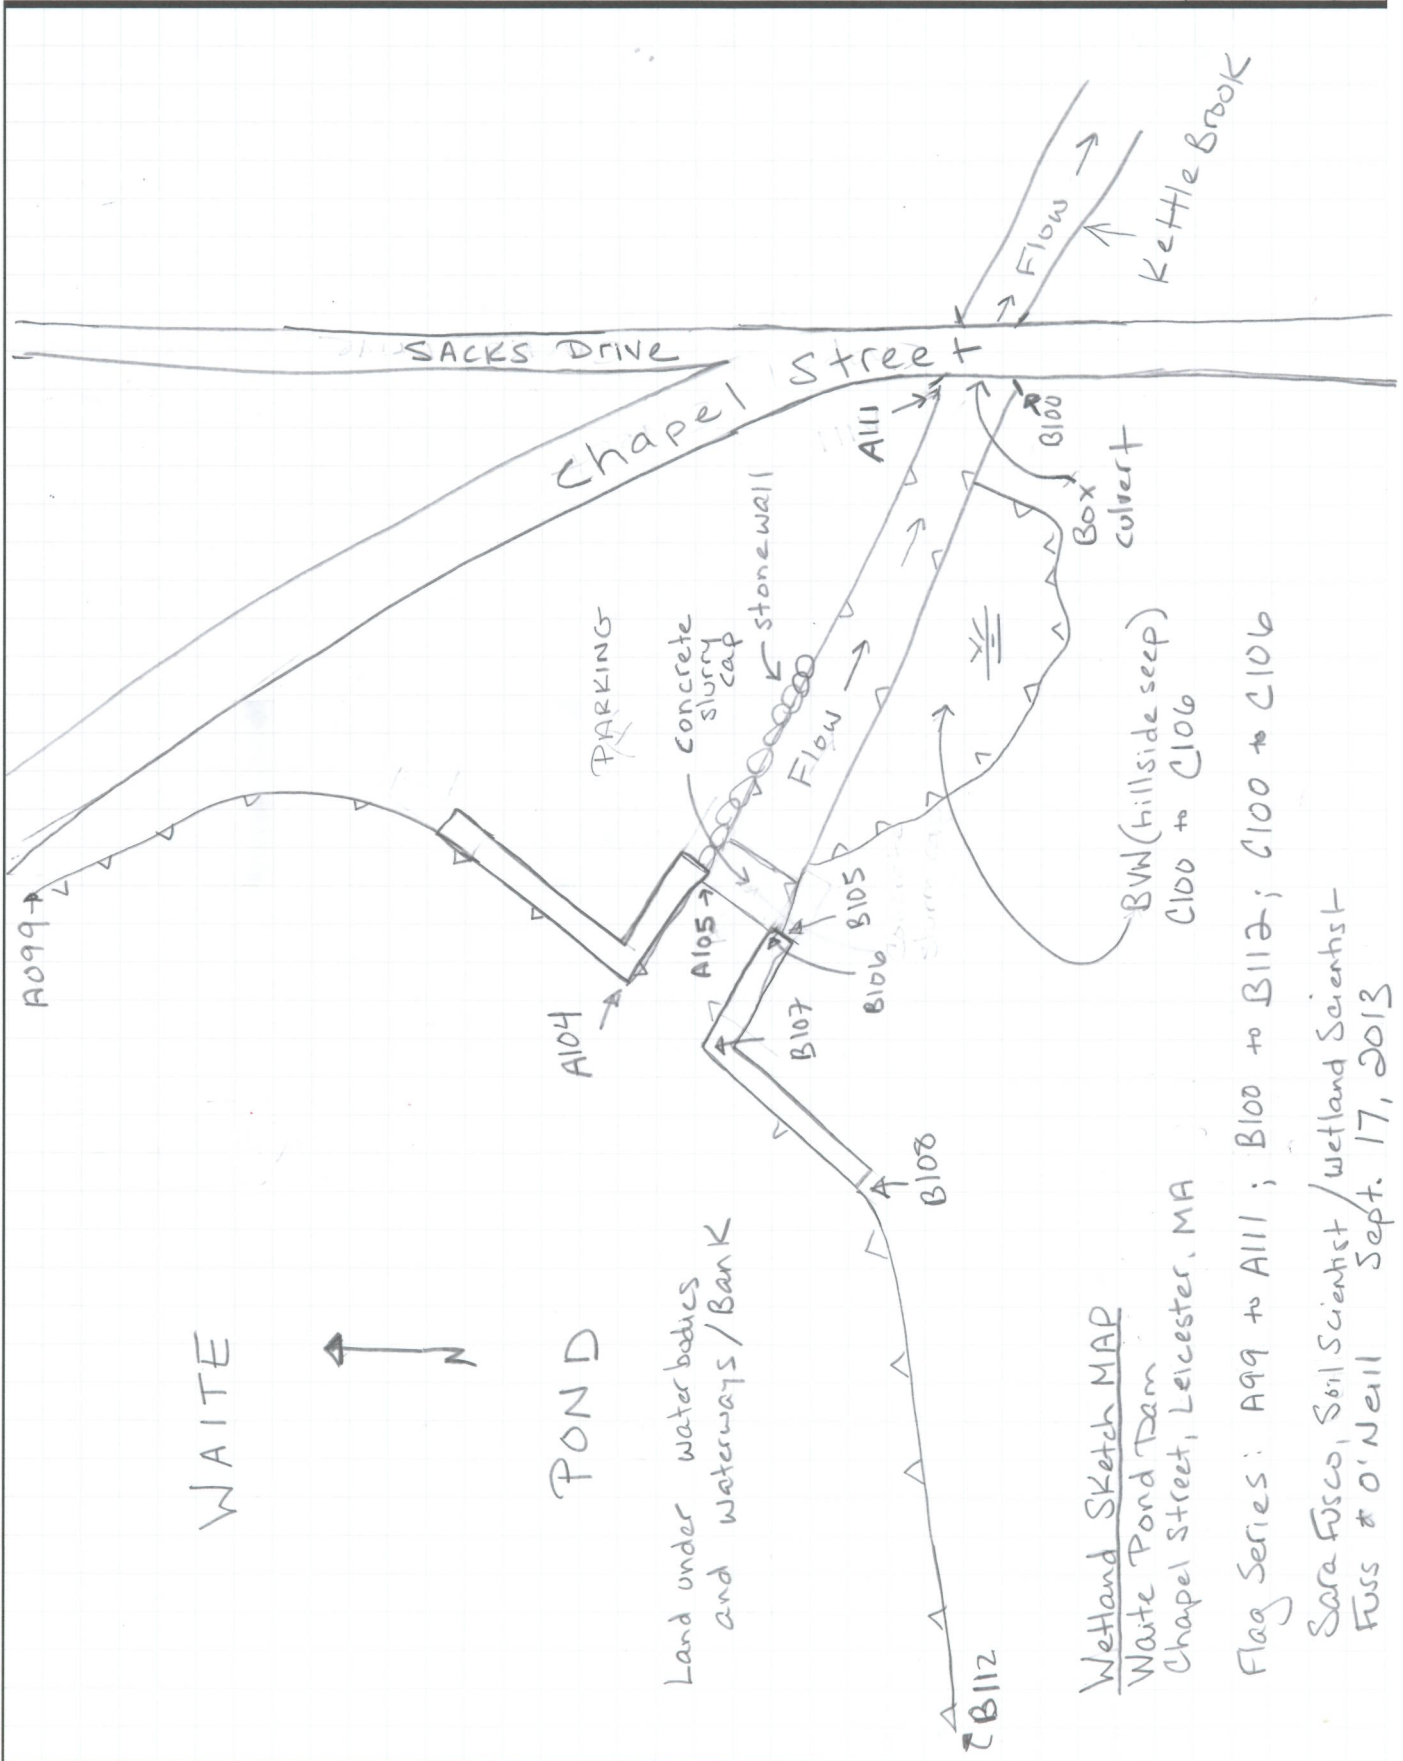 WAITE
POND
N
Land under waterbodies
and waterways/Bank
A099
A104
A105
PARKING
concrete
slurry
cap
stonewall
Flow
Flow
Kettle Brook
SACKS Drive
Chapel Street
A111
B100
Box
culvert
B105
B106
B107
B108
B112
BVW (hillside seep)
C100 to C106
Wetland Sketch MAP
Waite Pond Dam
Chapel Street, Leicester, MA
Flag Series: A99 to A111 ; B100 to B112 ; C100 to C106
Sara Fusco, Soil Scientist / Wetland Scientist
Fuss & O'Neill Sept. 17, 2013